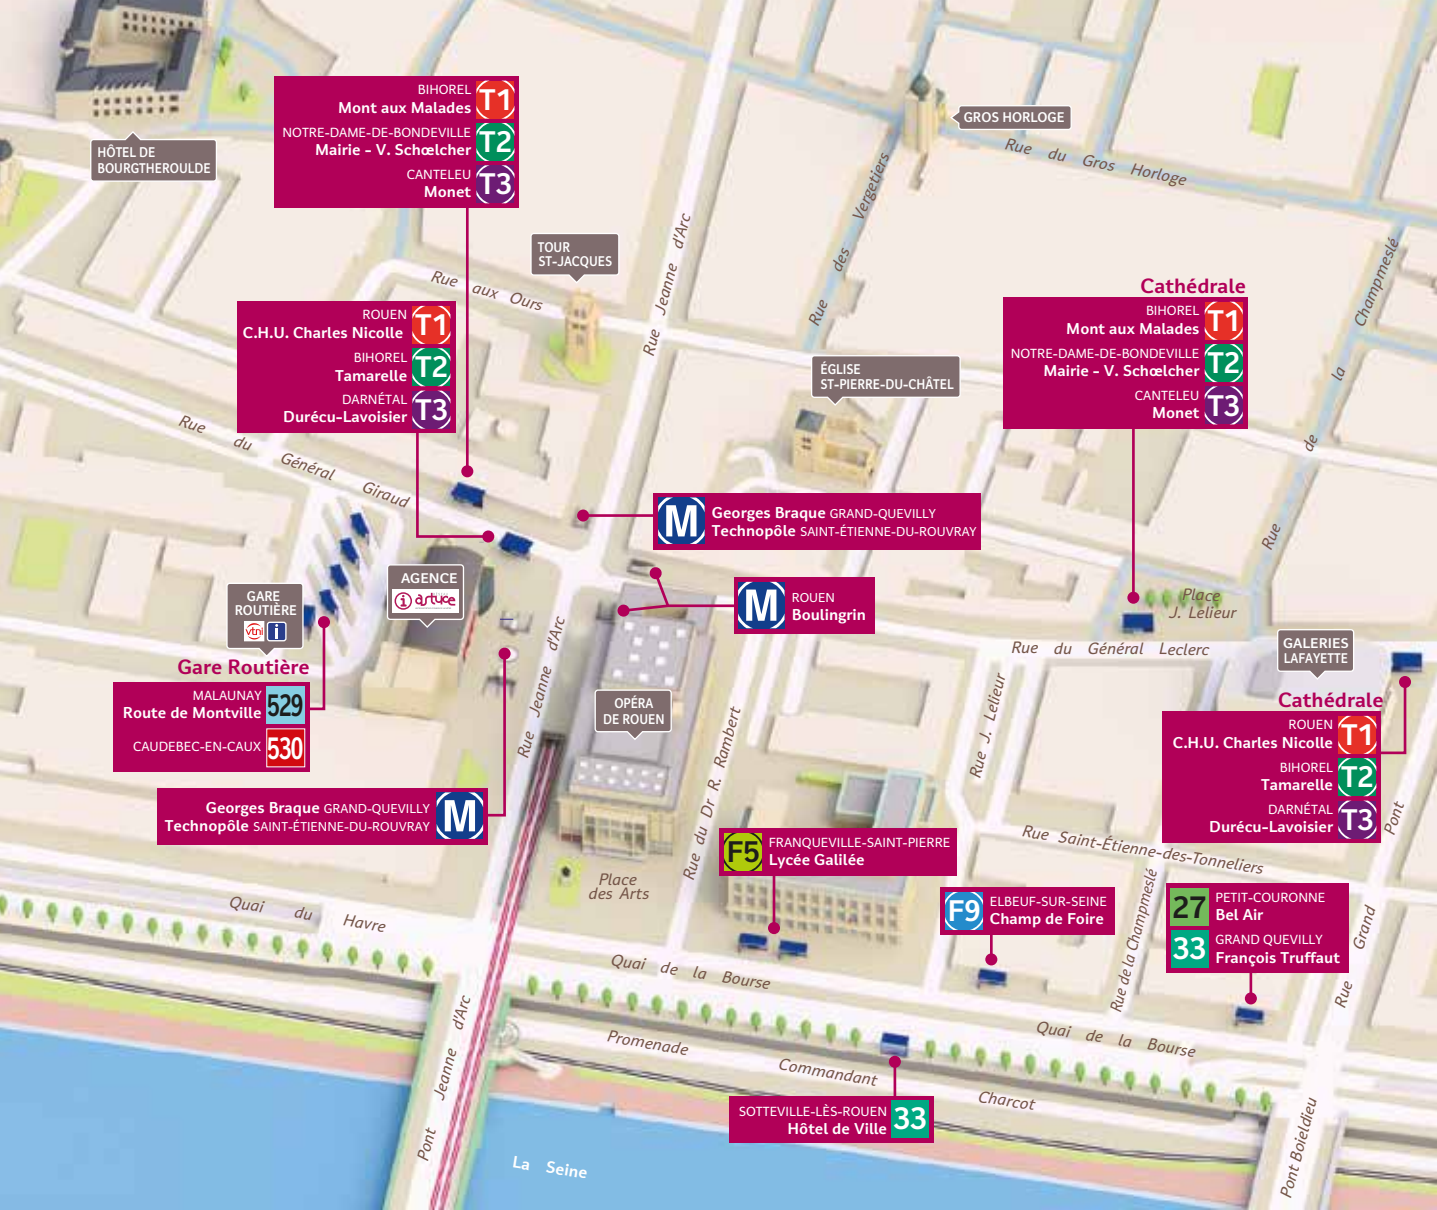 HÔTEL DE
BOURGTHEROULDE
BIHOREL
Mont aux Malades
T1
NOTRE-DAME-DE-BONDEVILLE
Mairie - V. Schœlcher
T2
CANTELEU
Monet
T3
GROS HORLOGE
Rue du Gros Horloge
Rue des Vergetiers
TOUR
ST-JACQUES
Rue aux Ours
Rue Jeanne d'Arc
ROUEN
C.H.U. Charles Nicolle
T1
BIHOREL
Tamarelle
T2
DARNÉTAL
Durécu-Lavoisier
T3
Cathédrale
BIHOREL
Mont aux Malades
T1
NOTRE-DAME-DE-BONDEVILLE
Mairie - V. Schœlcher
T2
CANTELEU
Monet
T3
Rue de la Champmeslé
ÉGLISE
ST-PIERRE-DU-CHÂTEL
Rue du Général Giraud
M
Georges Braque GRAND-QUEVILLY
Technopôle SAINT-ÉTIENNE-DU-ROUVRAY
AGENCE
i astuce
GARE
ROUTIÈRE
vtni i
M
ROUEN
Boulingrin
Place
J. Lelieur
Rue du Général Leclerc
GALERIES
LAFAYETTE
Gare Routière
MALAUNAY
Route de Montville
529
CAUDEBEC-EN-CAUX
530
Rue Jeanne d'Arc
OPÉRA
DE ROUEN
Rue du Dr R. Rambert
Rue J. Lelieur
Cathédrale
ROUEN
C.H.U. Charles Nicolle
T1
BIHOREL
Tamarelle
T2
DARNÉTAL
Durécu-Lavoisier
T3
Georges Braque GRAND-QUEVILLY
Technopôle SAINT-ÉTIENNE-DU-ROUVRAY
M
Rue Saint-Étienne-des-Tonneliers
F5
FRANQUEVILLE-SAINT-PIERRE
Lycée Galilée
Place
des Arts
F9
ELBEUF-SUR-SEINE
Champ de Foire
Rue de la Champmeslé
27
PETIT-COURONNE
Bel Air
33
GRAND QUEVILLY
François Truffaut
Rue Grand Pont
Quai du Havre
Quai de la Bourse
Quai de la Bourse
Pont Jeanne d'Arc
Promenade Commandant Charcot
SOTTEVILLE-LÈS-ROUEN
Hôtel de Ville
33
La Seine
Pont Boieldieu